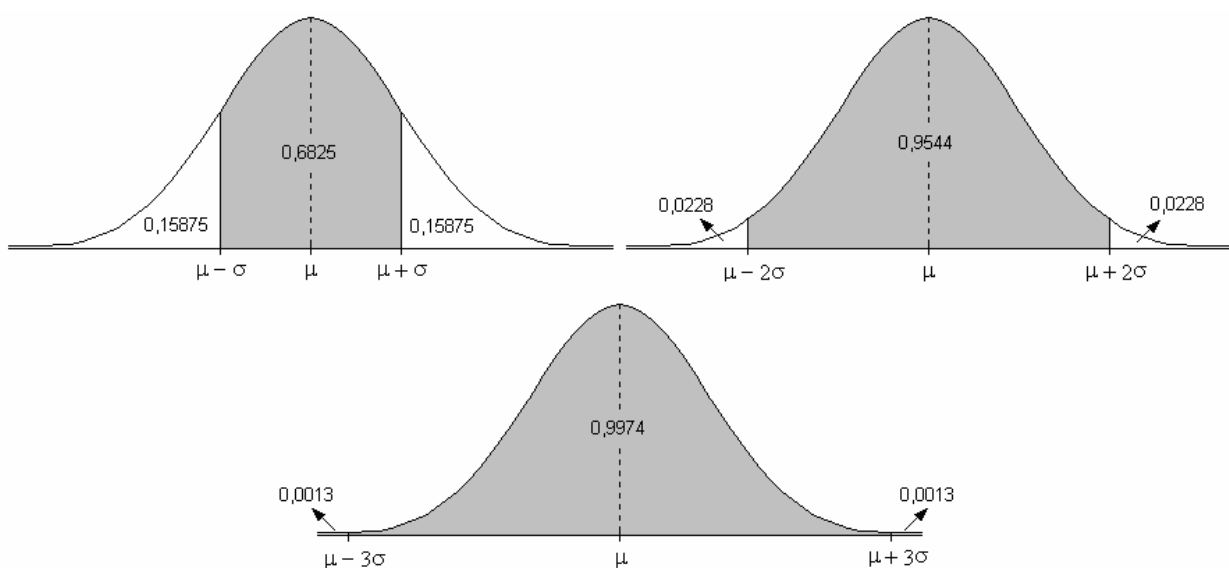 0,6825
0,15875 0,15875
μ − σ μ μ + σ
0,9544
0,0228 0,0228
μ − 2σ μ μ + 2σ
0,9974
0,0013 0,0013
μ − 3σ μ μ + 3σ